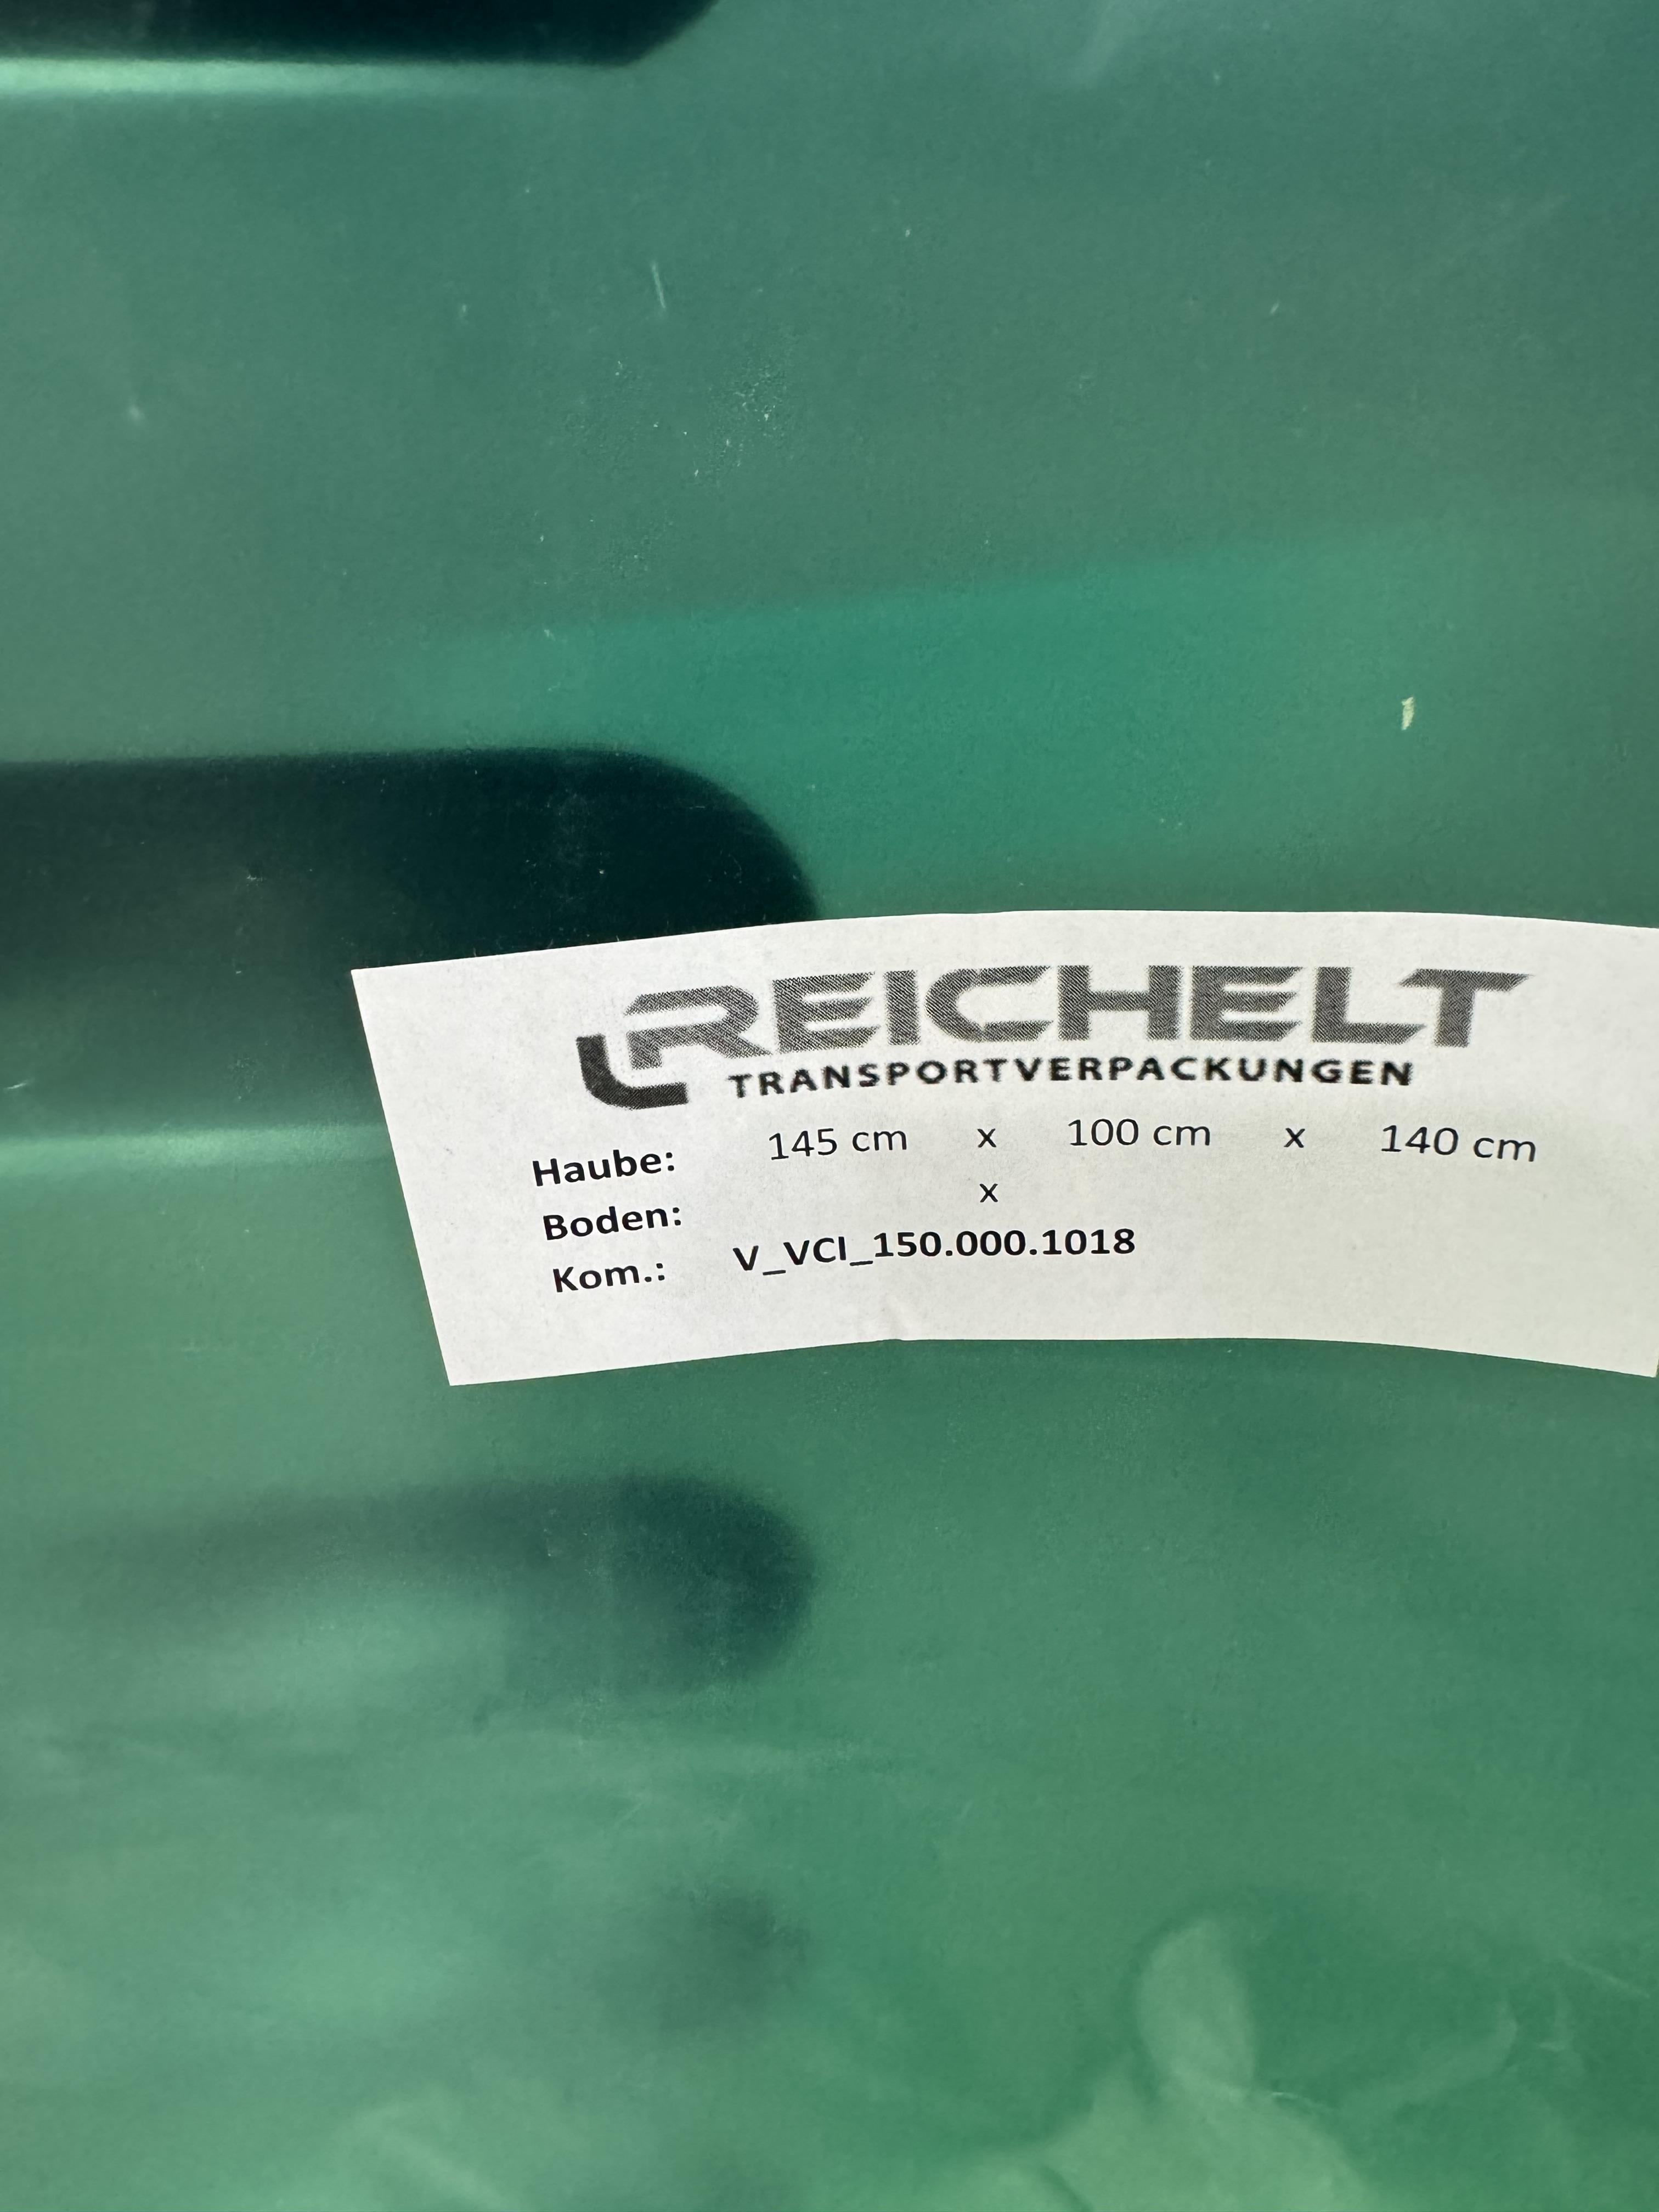 REICHELT
TRANSPORTVERPACKUNGEN
Haube: 145 cm x 100 cm x 140 cm
Boden: x
Kom.: V_VCI_150.000.1018